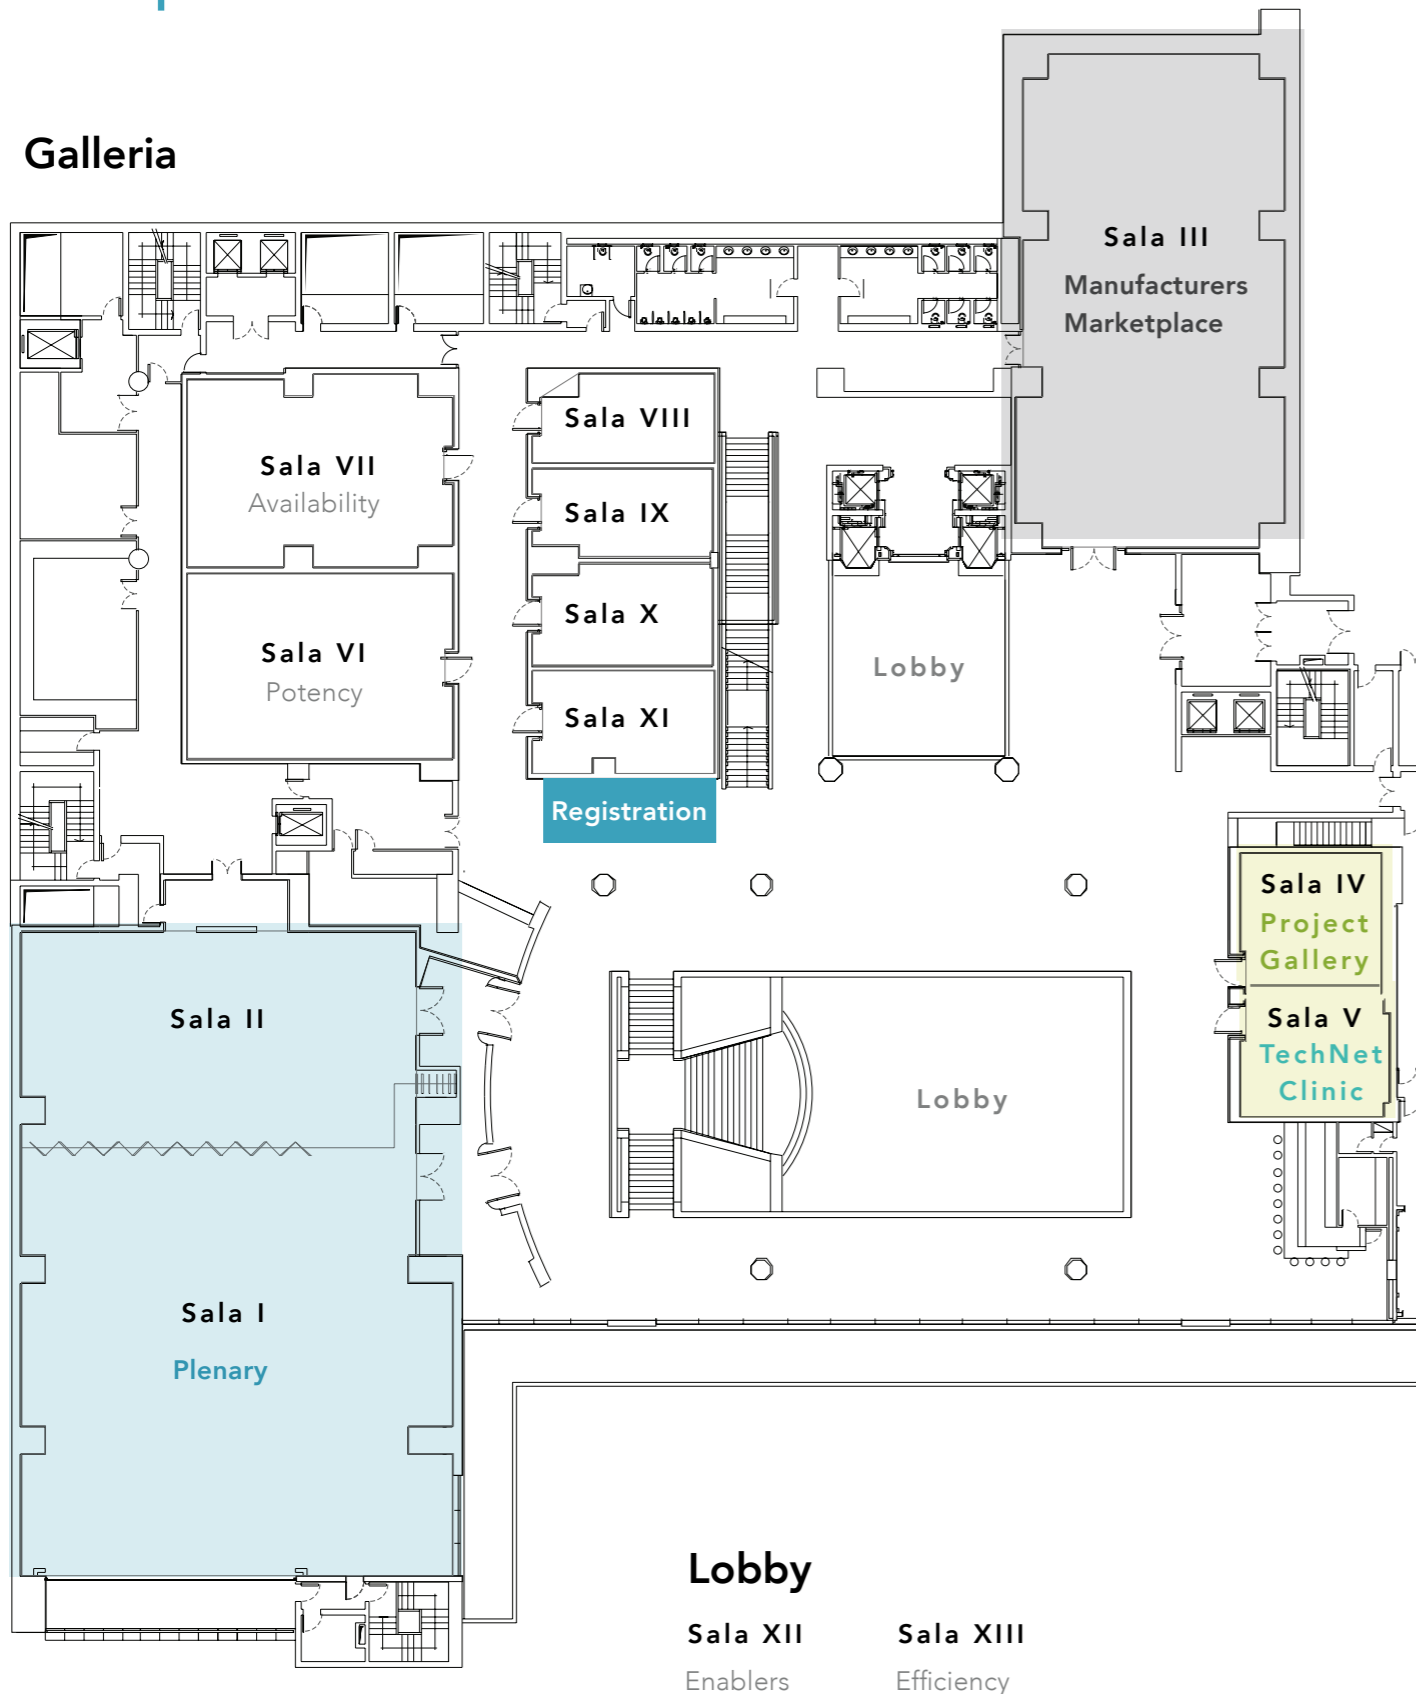 Galleria
Sala III
Manufacturers
Marketplace
Sala VIII
Sala VII
Availability
Sala IX
Sala X
Sala VI
Potency
Lobby
Sala XI
Registration
Sala IV
Project
Gallery
Sala II
Sala V
TechNet
Clinic
Lobby
Sala I
Plenary
Lobby
Sala XII
Sala XIII
Enablers
Efficiency